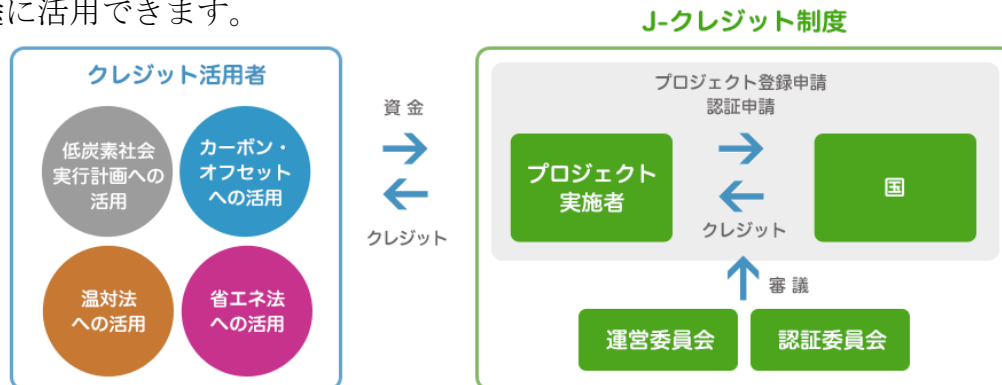 に活用できます。
J-クレジット制度
クレジット活用者
低炭素社会
実行計画への
活用
カーボン・
オフセット
への活用
温対法
への活用
省エネ法
への活用
資金
クレジット
プロジェクト登録申請
認証申請
プロジェクト
実施者
国
クレジット
審議
運営委員会
認証委員会